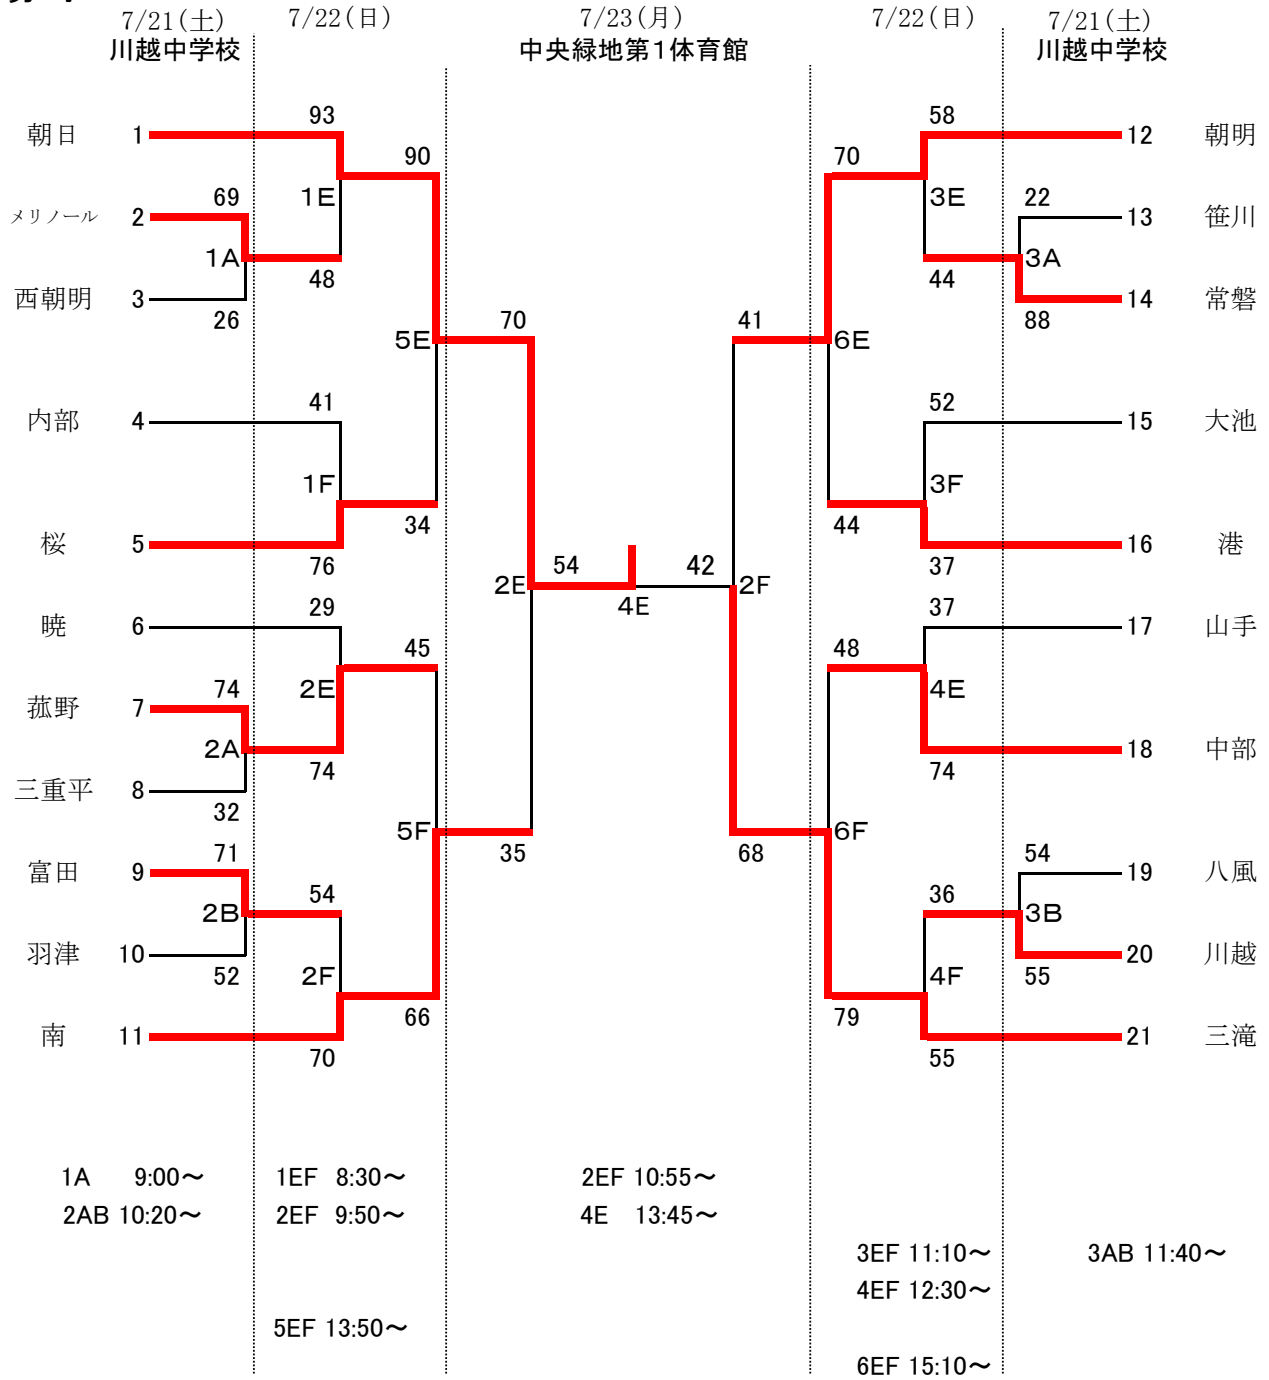 7/21(土) 7/22(日) 7/23(月) 7/22(日) 7/21(土)
川越中学校 中央緑地第1体育館 川越中学校
93 58
朝日 1 12 朝明
90 70
1E 3E
69 22
メリノール 2 13 笹川
1A 3A
48 44
西朝明 3 14 常磐
26 70 41 88
5E 6E
41 52
内部 4 15 大池
1F 3F
34 44
桜 5 16 港
76 54 42 37
2E 2F
29 4E 37
暁 6 17 山手
45 48
74 2E 4E
菰野 7
2A 18 中部
74 74
三重平 8
32
5F 6F
71 35 68 54
富田 9 19 八風
54 36
2B 3B
羽津 10 20 川越
52 2F 4F 55
66 79
南 11 21 三滝
70 55
1A 9:00～ 1EF 8:30～ 2EF 10:55～
2AB 10:20～ 2EF 9:50～ 4E 13:45～
3EF 11:10～ 3AB 11:40～
4EF 12:30～
5EF 13:50～
6EF 15:10～